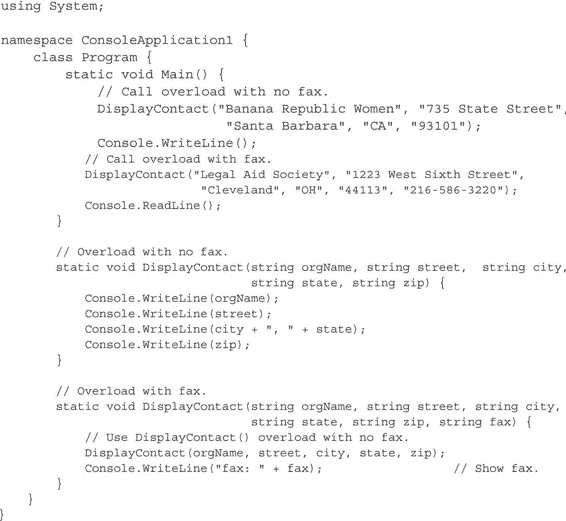 using System;
namespace ConsoleApplication1 {
class Program {
static void Main() {
// Call overload with no fax.
DisplayContact("Banana Republic Women", "735 State Street",
"Santa Barbara", "CA", "93101");
Console.WriteLine();
// Call overload with fax.
DisplayContact("Legal Aid Society", "1223 West Sixth Street",
"Cleveland", "OH", "44113", "216-586-3220");
Console.ReadLine();
}
// Overload with no fax.
static void DisplayContact(string orgName, string street, string city,
string state, string zip) {
Console.WriteLine(orgName);
Console.WriteLine(street);
Console.WriteLine(city + ", " + state);
Console.WriteLine(zip);
}
// Overload with fax.
static void DisplayContact(string orgName, string street, string city,
string state, string zip, string fax) {
// Use DisplayContact() overload with no fax.
DisplayContact(orgName, street, city, state, zip);
Console.WriteLine("fax: " + fax); // Show fax.
}
}
}